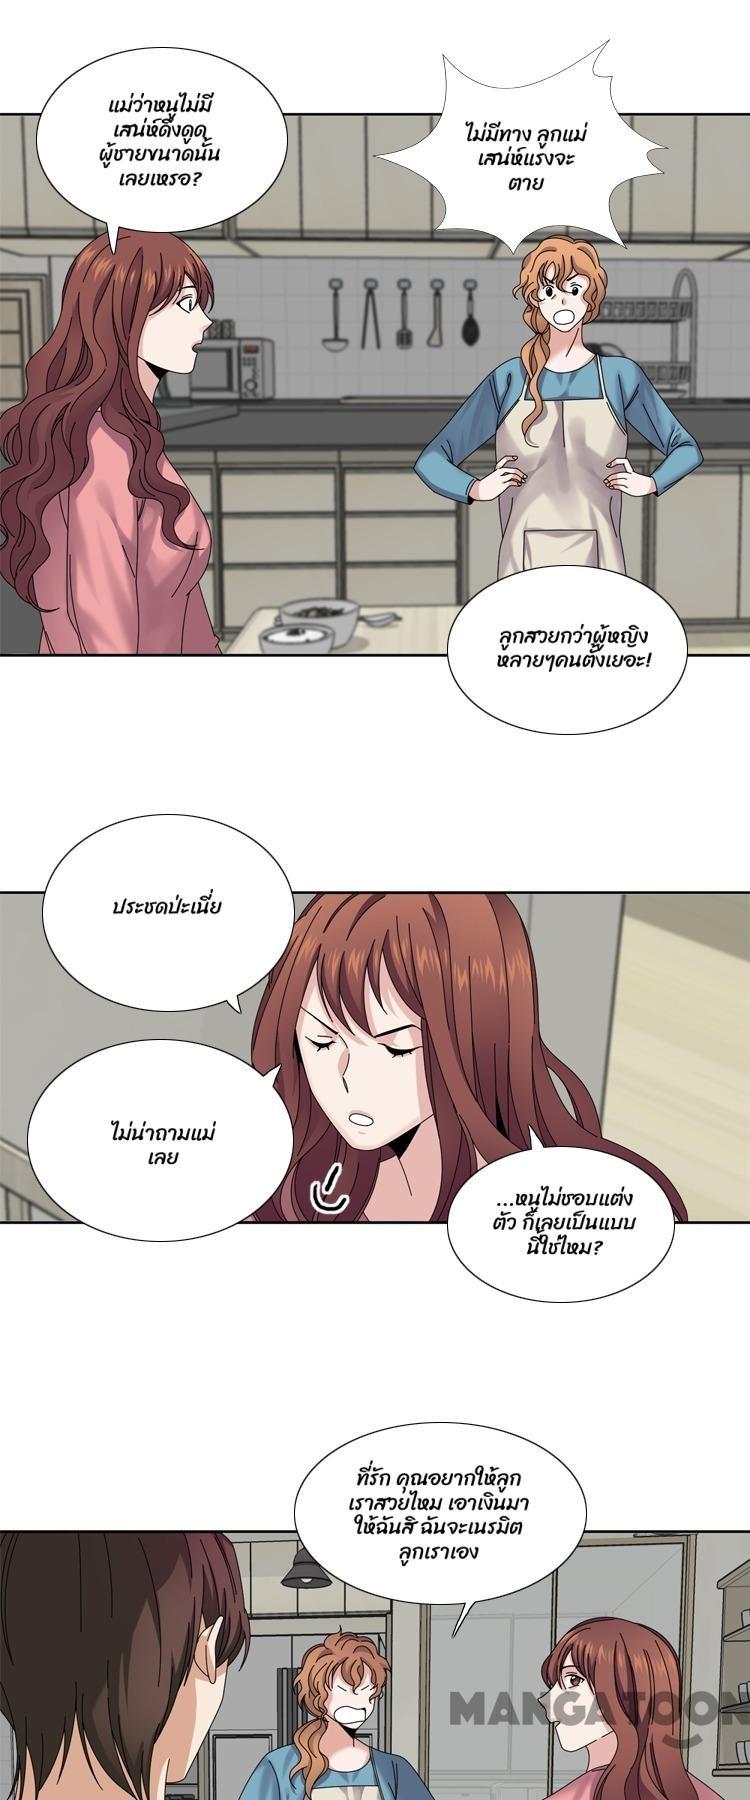 แม่ว่าหนูไม่มี
เสน่ห์ดึงดูด
ผู้ชายขนาดนั้น
เลยเหรอ?
ไม่มีทาง ลูกแม่
เสน่ห์แรงจะ
ตาย
ลูกสวยกว่าผู้หญิง
หลายๆคนตั้งเยอะ!
ประชดป่ะเนี่ย
ไม่น่าถามแม่
เลย
...หนูไม่ชอบแต่ง
ตัว ก็เลยเป็นแบบ
นี้ใช่ไหม?
ที่รัก คุณอยากให้ลูก
เราสวยไหม เอาเงินมา
ให้ฉันสิ ฉันจะเนรมิต
ลูกเราเอง
MANGATOON